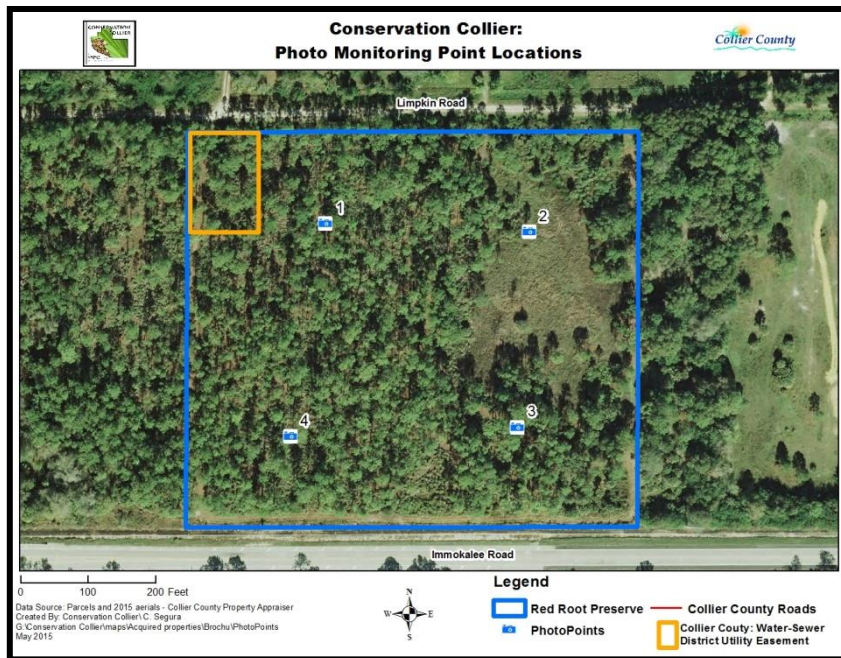 Conservation Collier:
Photo Monitoring Point Locations
CONSERVATION
COLLIER
Collier County
Limpkin Road
1
2
3
4
Immokalee Road
0 100 200 Feet
Data Source: Parcels and 2015 aerials - Collier County Property Appraiser
Created By: Conservation Collier\ C. Segura
G:\Conservation Collier\maps\Acquired properties\Brochu\PhotoPoints
May 2015
N
W E
S
Legend
Red Root Preserve
Collier County Roads
PhotoPoints
Collier Couty: Water-Sewer
District Utility Easement